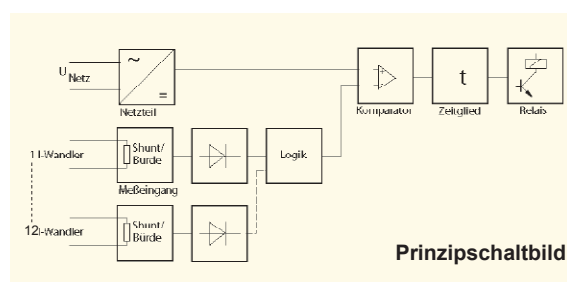 U Netz
~
=
Netzteil
Komparator
t
Zeitglied
Relais
1 I-Wandler
Shunt/
Bürde
Meßeingang
Logik
12 I-Wandler
Shunt/
Bürde
Prinzipschaltbild